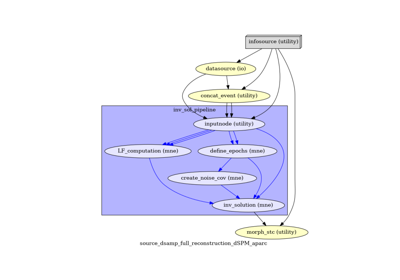 infosource (utility)
datasource (io)
concat_event (utility)
inv_sol_pipeline
inputnode (utility)
LF_computation (mne)
define_epochs (mne)
create_noise_cov (mne)
inv_solution (mne)
morph_stc (utility)
source_dsamp_full_reconstruction_dSPM_aparc